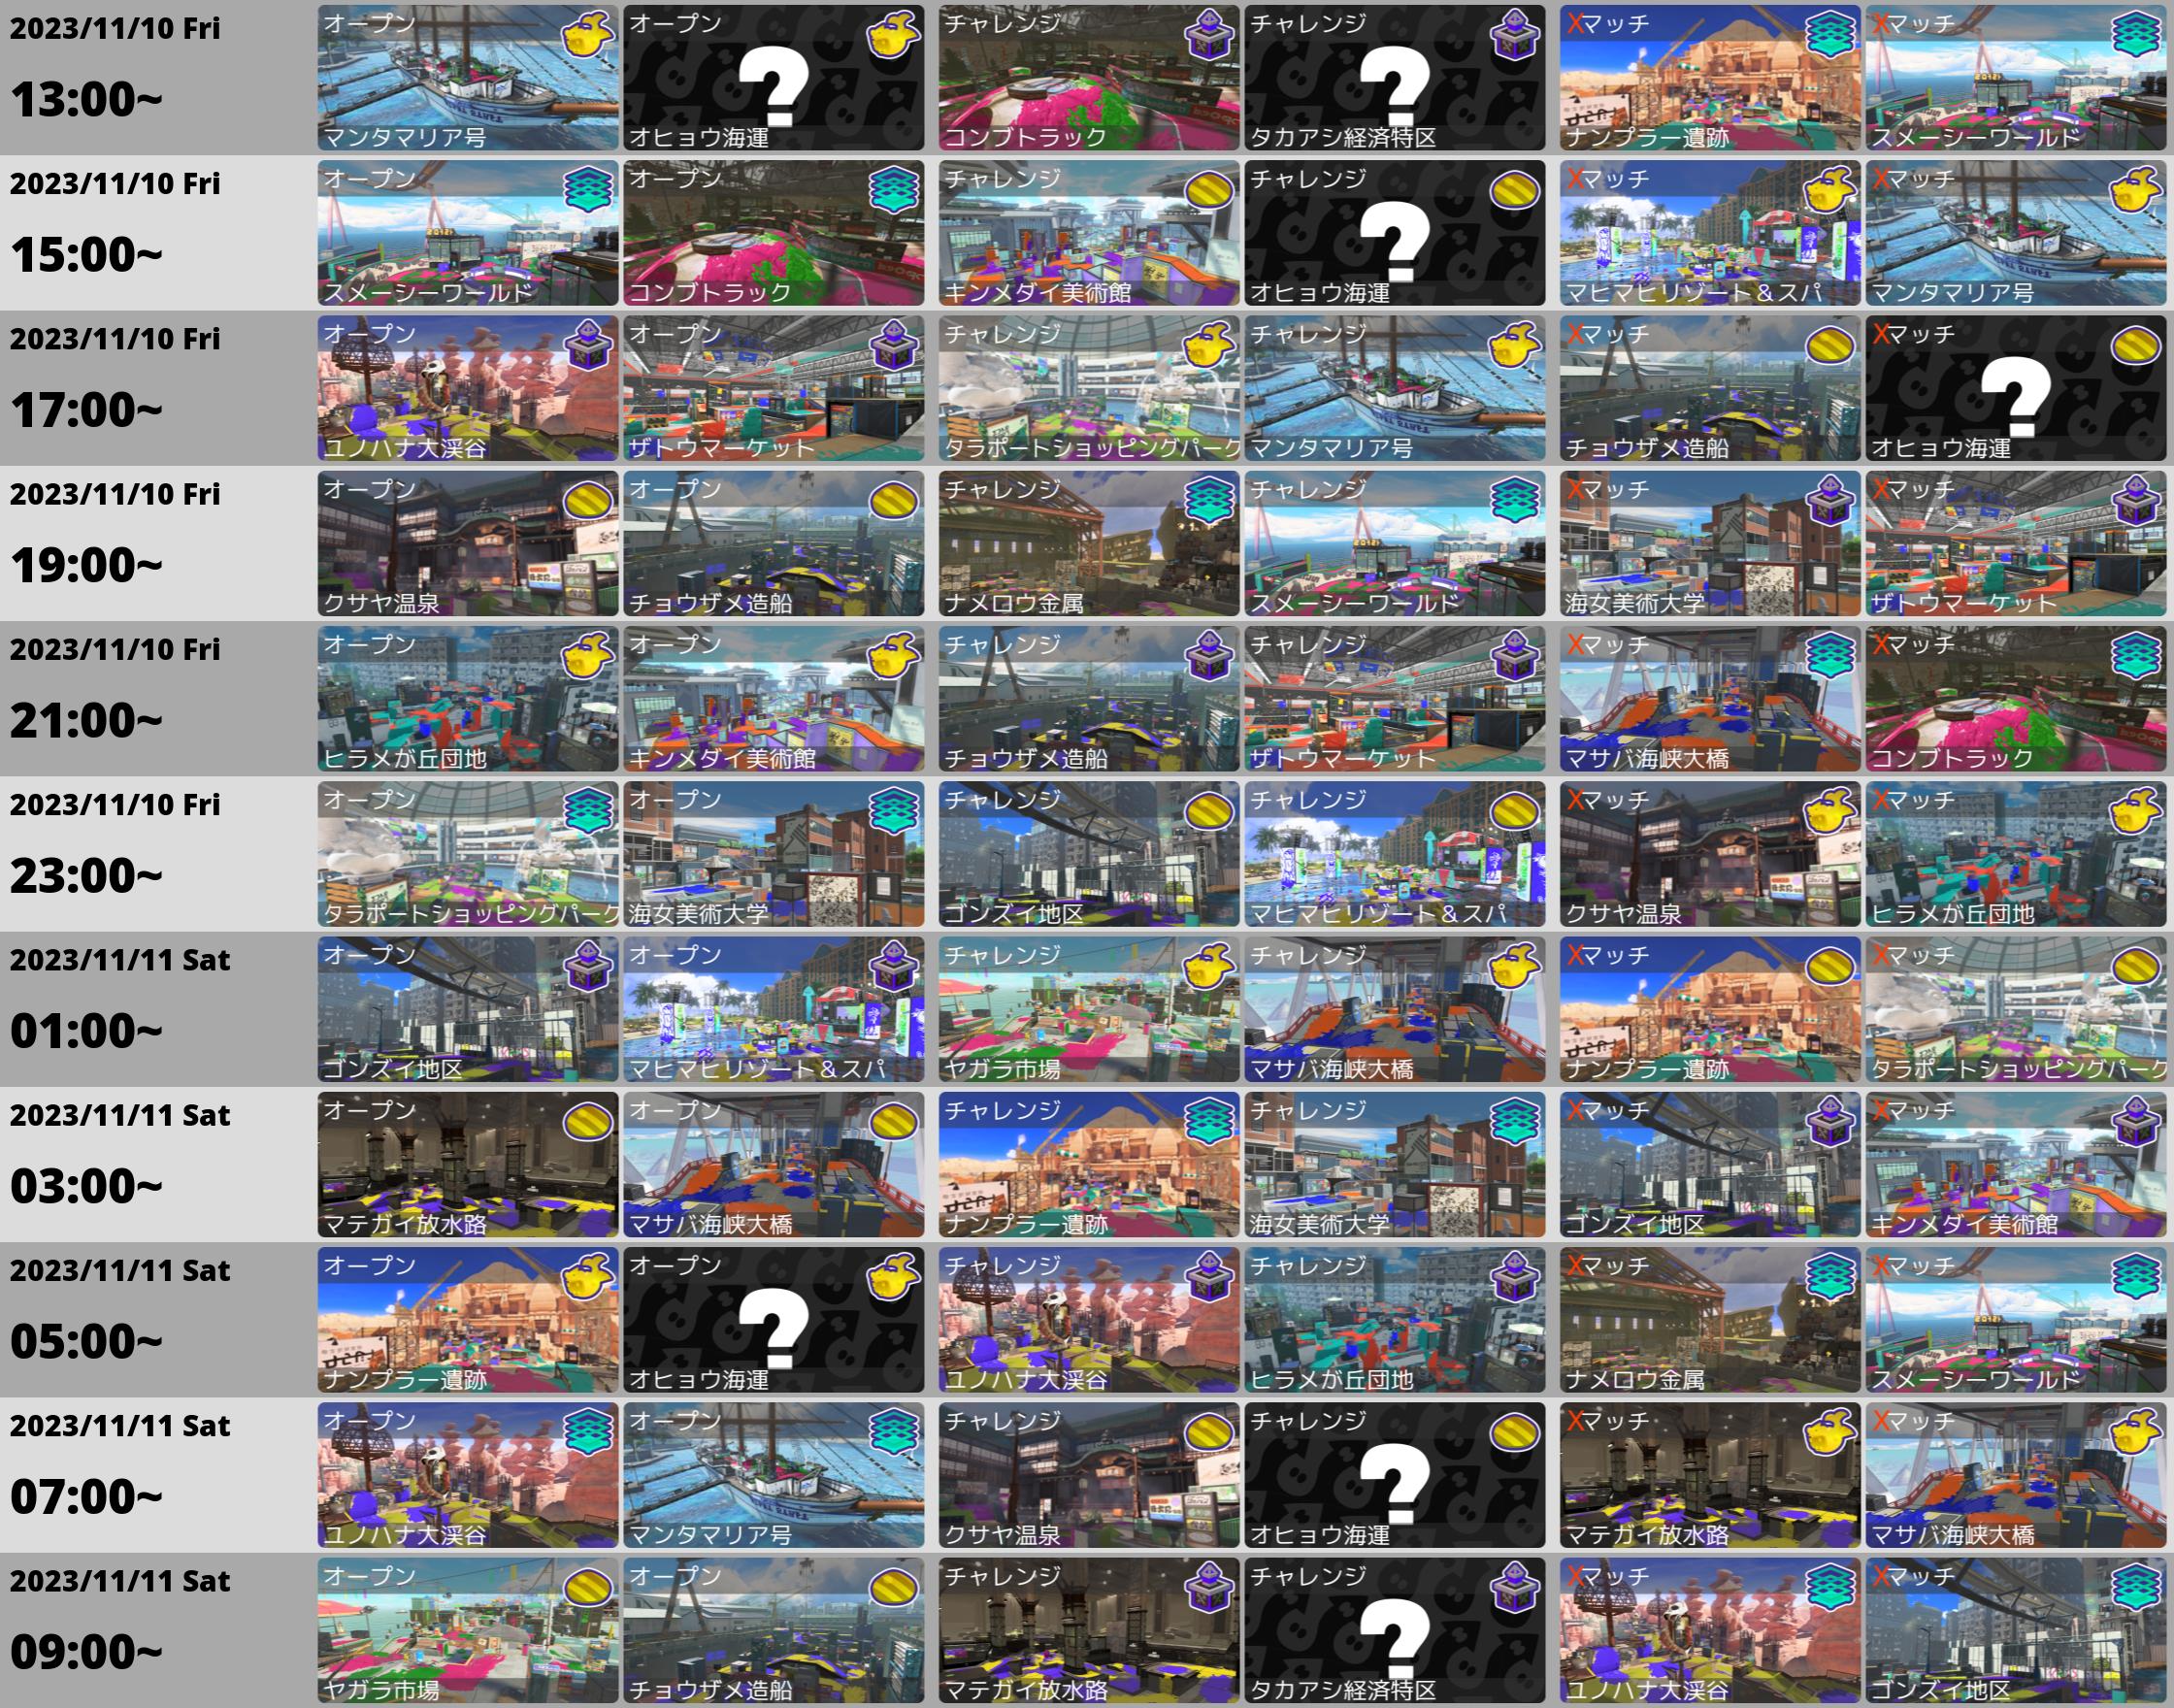 2023/11/10 Fri
13:00~
オープン
マンタマリア号
オープン
オヒョウ海運
チャレンジ
コンブトラック
チャレンジ
タカアシ経済特区
Xマッチ
ナンプラー遺跡
Xマッチ
スメーシーワールド
2023/11/10 Fri
15:00~
オープン
スメーシーワールド
オープン
コンブトラック
チャレンジ
キンメダイ美術館
チャレンジ
オヒョウ海運
Xマッチ
マヒマヒリゾート&スパ
Xマッチ
マンタマリア号
2023/11/10 Fri
17:00~
オープン
ユノハナ大渓谷
オープン
ザトウマーケット
チャレンジ
タラポートショッピングパーク
チャレンジ
マンタマリア号
Xマッチ
チョウザメ造船
Xマッチ
オヒョウ海運
2023/11/10 Fri
19:00~
オープン
クサヤ温泉
オープン
チョウザメ造船
チャレンジ
ナメロウ金属
チャレンジ
スメーシーワールド
Xマッチ
海女美術大学
Xマッチ
ザトウマーケット
2023/11/10 Fri
21:00~
オープン
ヒラメが丘団地
オープン
キンメダイ美術館
チャレンジ
チョウザメ造船
チャレンジ
ザトウマーケット
Xマッチ
マサバ海峡大橋
Xマッチ
コンブトラック
2023/11/10 Fri
23:00~
オープン
タラポートショッピングパーク
オープン
海女美術大学
チャレンジ
ゴンズイ地区
チャレンジ
マヒマヒリゾート&スパ
Xマッチ
クサヤ温泉
Xマッチ
ヒラメが丘団地
2023/11/11 Sat
01:00~
オープン
ゴンズイ地区
オープン
マヒマヒリゾート&スパ
チャレンジ
ヤガラ市場
チャレンジ
マサバ海峡大橋
Xマッチ
ナンプラー遺跡
Xマッチ
タラポートショッピングパーク
2023/11/11 Sat
03:00~
オープン
マテガイ放水路
オープン
マサバ海峡大橋
チャレンジ
ナンプラー遺跡
チャレンジ
海女美術大学
Xマッチ
ゴンズイ地区
Xマッチ
キンメダイ美術館
2023/11/11 Sat
05:00~
オープン
ナンプラー遺跡
オープン
オヒョウ海運
チャレンジ
ユノハナ大渓谷
チャレンジ
ヒラメが丘団地
Xマッチ
ナメロウ金属
Xマッチ
スメーシーワールド
2023/11/11 Sat
07:00~
オープン
ユノハナ大渓谷
オープン
マンタマリア号
チャレンジ
クサヤ温泉
チャレンジ
オヒョウ海運
Xマッチ
マテガイ放水路
Xマッチ
マサバ海峡大橋
2023/11/11 Sat
09:00~
オープン
ヤガラ市場
オープン
チョウザメ造船
チャレンジ
マテガイ放水路
チャレンジ
タカアシ経済特区
Xマッチ
ユノハナ大渓谷
Xマッチ
ゴンズイ地区